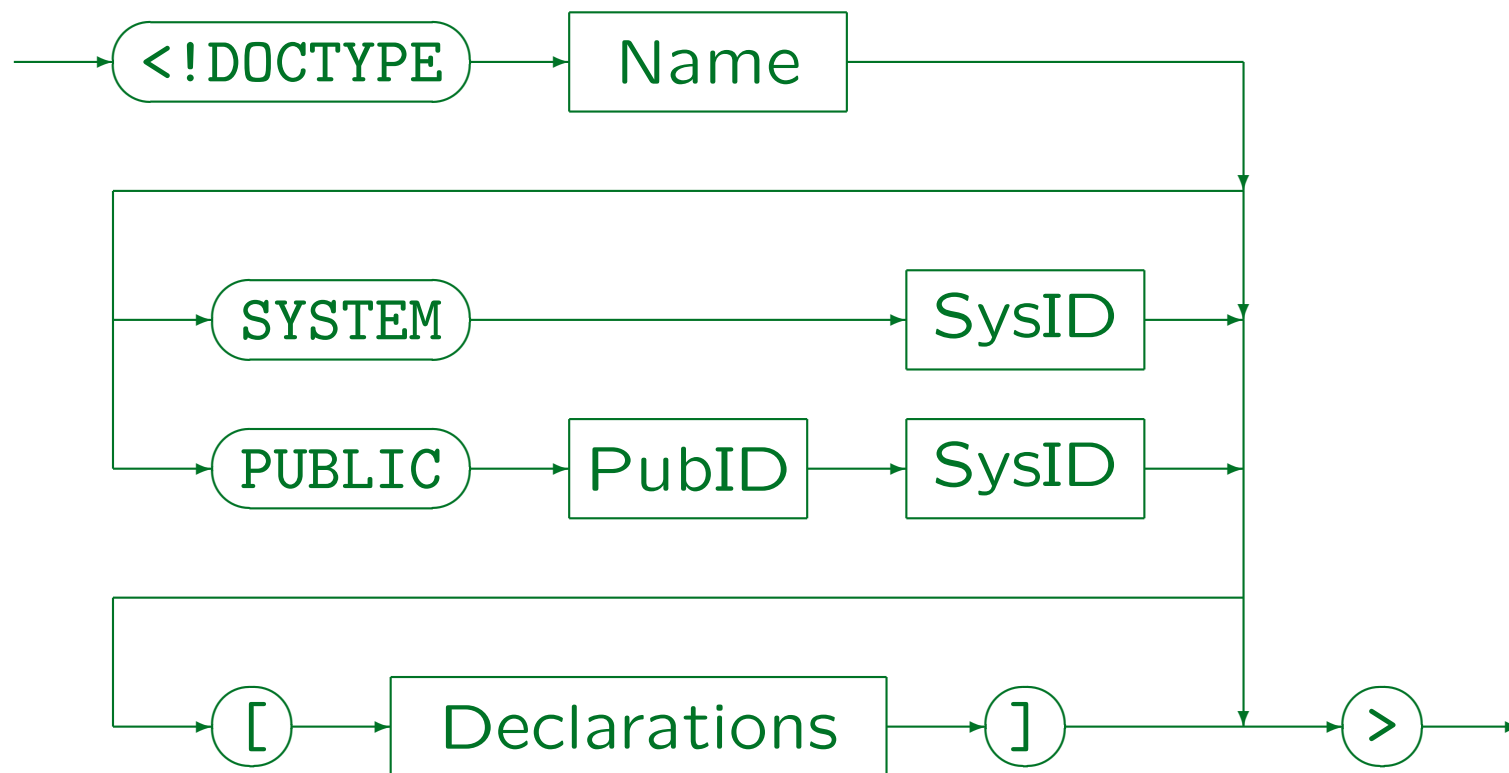 <!DOCTYPE Name
SYSTEM SysID
PUBLIC PubID SysID
[ Declarations ] >